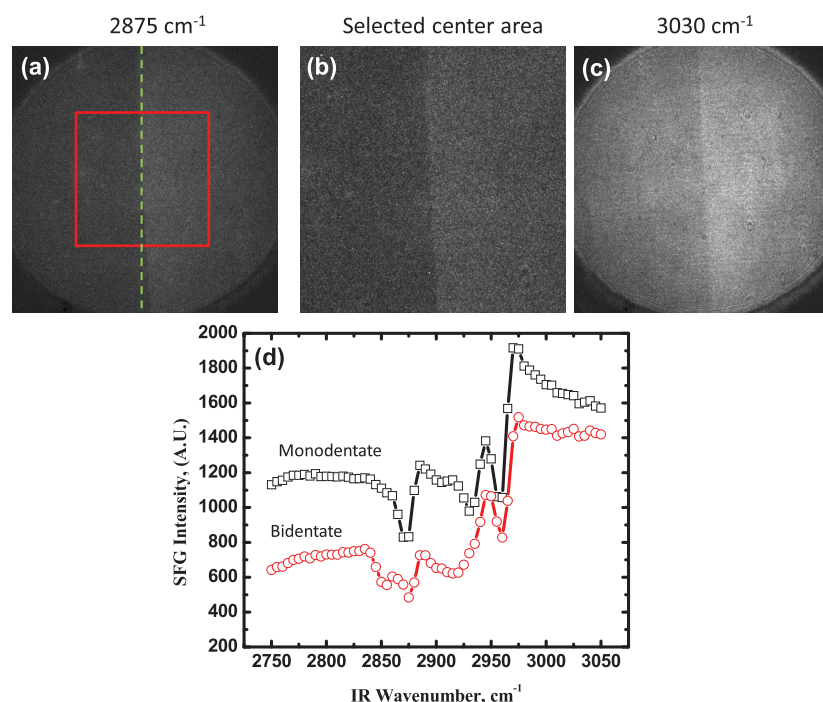 2875 cm-1
Selected center area
3030 cm-1
(a)
(b)
(c)
(d)
2000
1800
1600
1400
1200
1000
800
600
400
200
SFG Intensity, (A.U.)
Monodentate
Bidentate
2750 2800 2850 2900 2950 3000 3050
IR Wavenumber, cm-1